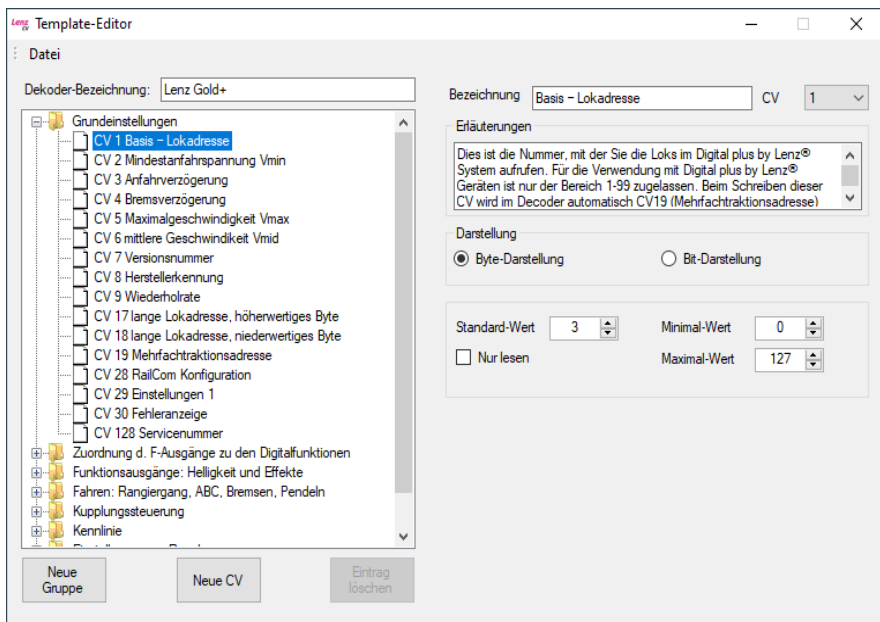 Lenz CV Template-Editor
Datei
Dekoder-Bezeichnung: Lenz Gold+
Grundeinstellungen
CV 1 Basis – Lokadresse
CV 2 Mindestanfahrspannung Vmin
CV 3 Anfahrverzögerung
CV 4 Bremsverzögerung
CV 5 Maximalgeschwindigkeit Vmax
CV 6 mittlere Geschwindikeit Vmid
CV 7 Versionsnummer
CV 8 Herstellerkennung
CV 9 Wiederholrate
CV 17 lange Lokadresse, höherwertiges Byte
CV 18 lange Lokadresse, niederwertiges Byte
CV 19 Mehrfachtraktionsadresse
CV 28 RailCom Konfiguration
CV 29 Einstellungen 1
CV 30 Fehleranzeige
CV 128 Servicenummer
Zuordnung d. F-Ausgänge zu den Digitalfunktionen
Funktionsausgänge: Helligkeit und Effekte
Fahren: Rangiergang, ABC, Bremsen, Pendeln
Kupplungssteuerung
Kennlinie
Neue Gruppe
Neue CV
Eintrag löschen
Bezeichnung Basis – Lokadresse CV 1
Erläuterungen
Dies ist die Nummer, mit der Sie die Loks im Digital plus by Lenz®
System aufrufen. Für die Verwendung mit Digital plus by Lenz®
Geräten ist nur der Bereich 1-99 zugelassen. Beim Schreiben dieser
CV wird im Decoder automatisch CV19 (Mehrfachtraktionsadresse)
Darstellung
Byte-Darstellung Bit-Darstellung
Standard-Wert 3 Minimal-Wert 0
Nur lesen Maximal-Wert 127